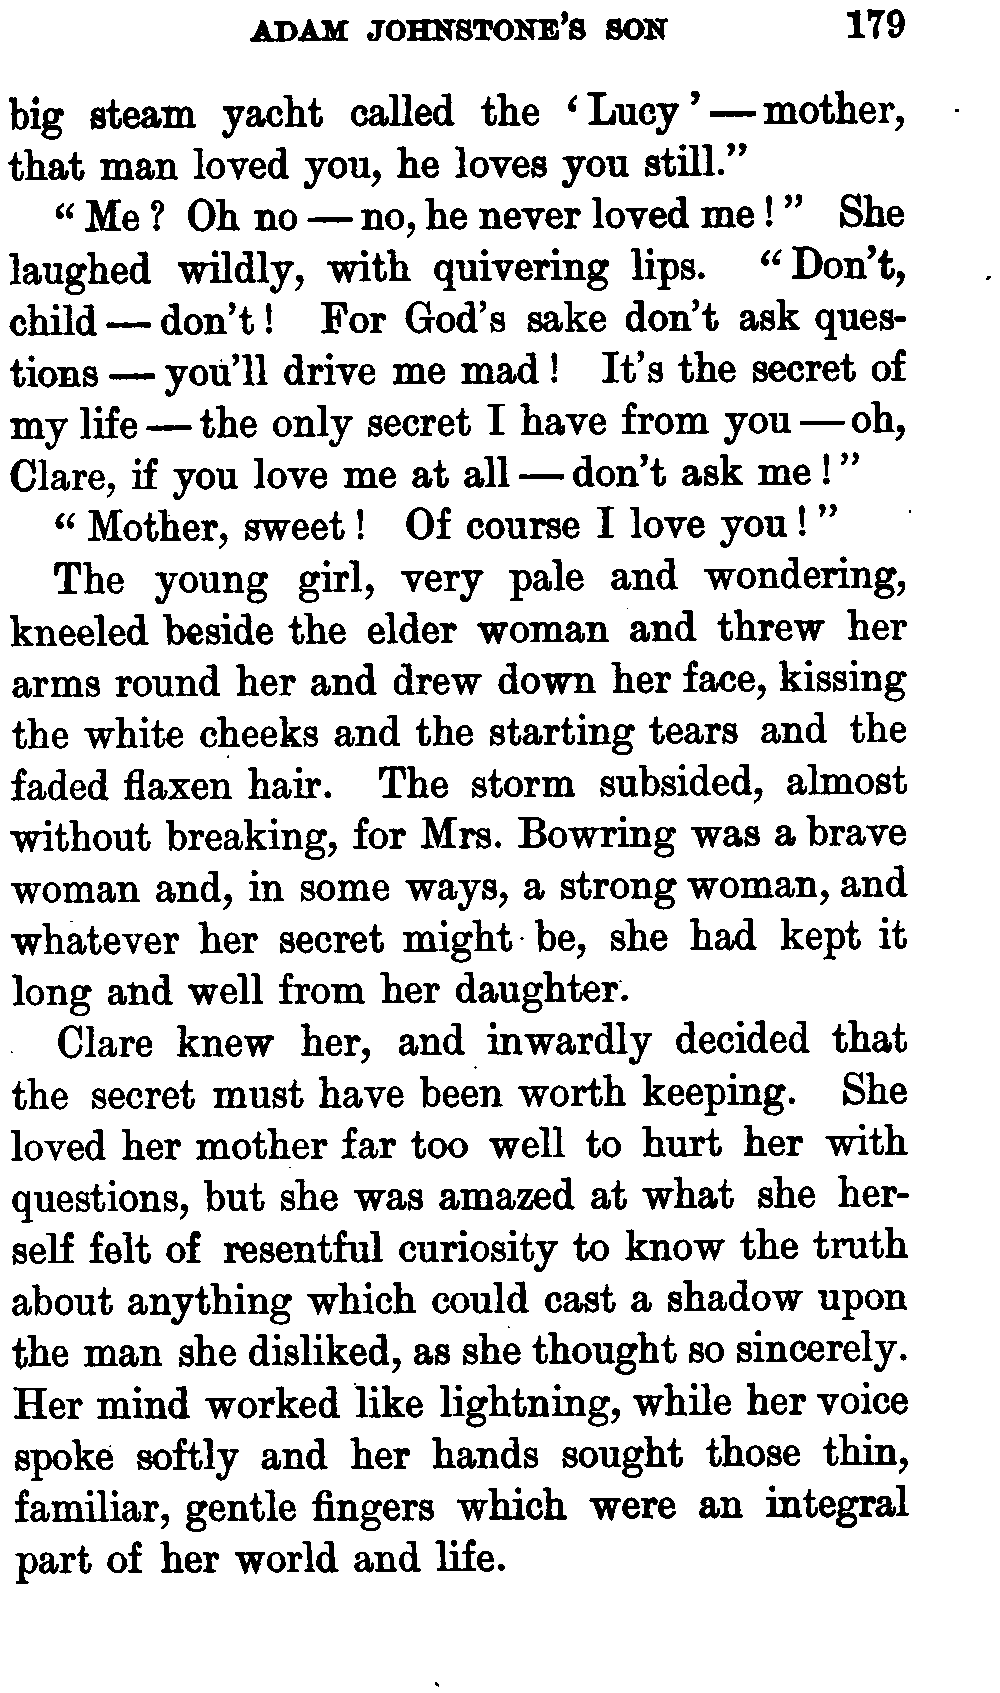 ADAM JOHNSTONE'S SON 179
big steam yacht called the ‘Lucy’ — mother,
that man loved you, he loves you still.”
“Me? Oh no — no, he never loved me!” She
laughed wildly, with quivering lips. “Don't,
child — don't! For God's sake don't ask ques-
tions — you'll drive me mad! It's the secret of
my life — the only secret I have from you — oh,
Clare, if you love me at all — don't ask me!”
“Mother, sweet! Of course I love you!”
The young girl, very pale and wondering,
kneeled beside the elder woman and threw her
arms round her and drew down her face, kissing
the white cheeks and the starting tears and the
faded flaxen hair. The storm subsided, almost
without breaking, for Mrs. Bowring was a brave
woman and, in some ways, a strong woman, and
whatever her secret might be, she had kept it
long and well from her daughter.
Clare knew her, and inwardly decided that
the secret must have been worth keeping. She
loved her mother far too well to hurt her with
questions, but she was amazed at what she her-
self felt of resentful curiosity to know the truth
about anything which could cast a shadow upon
the man she disliked, as she thought so sincerely.
Her mind worked like lightning, while her voice
spoke softly and her hands sought those thin,
familiar, gentle fingers which were an integral
part of her world and life.